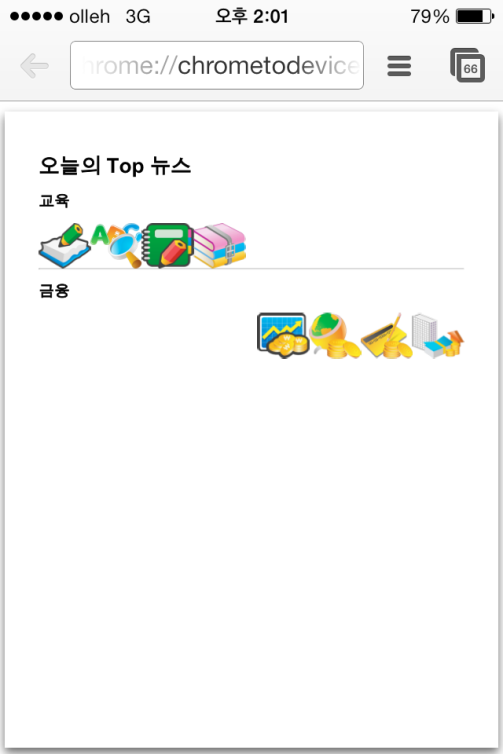 olleh 3G 오후 2:01 79%
hrome://chrometodevice
66
오늘의 Top 뉴스
교육
ABC
금융